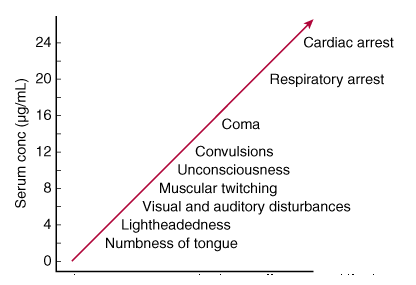 24
Cardiac arrest
20
Respiratory arrest
16
Coma
12
Convulsions
Unconsciousness
8
Muscular twitching
Visual and auditory disturbances
4
Lightheadedness
Numbness of tongue
0
Serum conc (µg/mL)